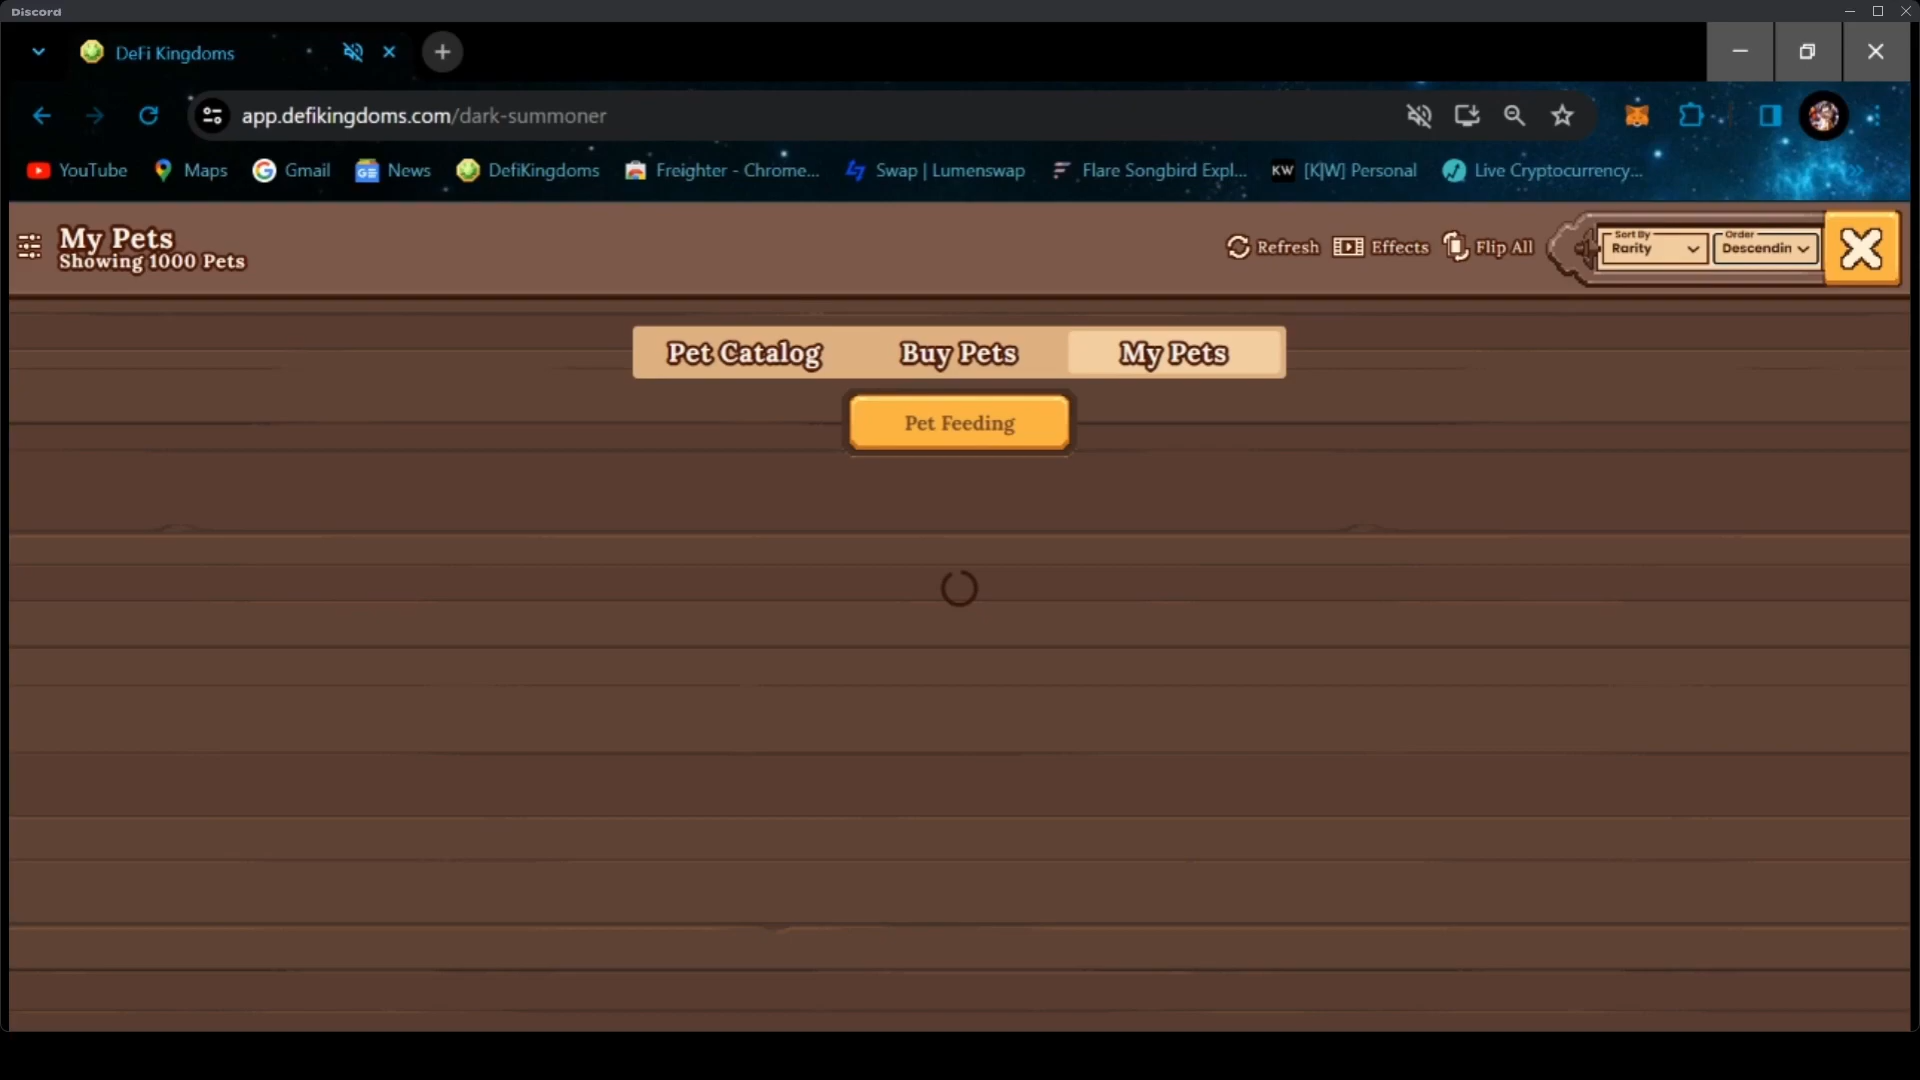 Discord
DeFi Kingdoms
app.defikingdoms.com/dark-summoner
YouTube Maps Gmail News DefiKingdoms Freighter - Chrome... Swap | Lumenswap Flare Songbird Expl... KW [K|W] Personal Live Cryptocurrency...
My Pets
Showing 1000 Pets
Refresh Effects Flip All
Sort By Order
Rarity Descendin
Pet Catalog Buy Pets My Pets
Pet Feeding